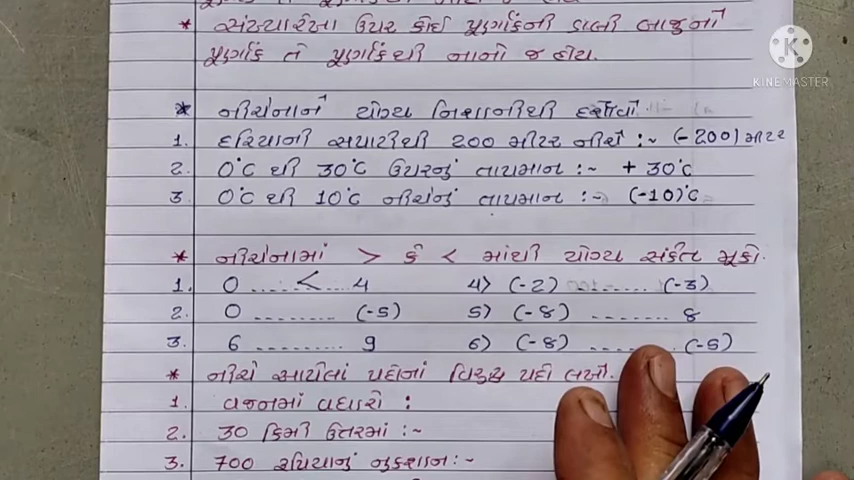 * સંખ્યારેખા ઉપર કોઈ પૂર્ણાંકની ડાબી બાજુનો
પૂર્ણાંક તે પૂર્ણાંકથી નાનો જ હોય.
* નીચેનાને યોગ્ય નિશાનીથી દર્શાવો.
1. દરિયાની સપાટીથી 200 મીટર નીચે :~ (-200) મીટર
2. 0°C થી 30°C ઉપરનું તાપમાન :~ + 30°C
3. 0°C થી 10°C નીચેનું તાપમાન :~ (-10)°C
* નીચેનામાં > કે < માંથી યોગ્ય સંકેત મૂકો.
1. 0 ......<.... 4 4) (-2) ........... (-3)
2. 0 ......... (-5) 5) (-8) ........ 8
3. 6 .......... 9 6) (-8) ....... (-5)
* નીચે આપેલાં પદોનાં વિરુદ્ધ પદો લખો.
1. વજનમાં વધારો :
2. 30 કિમી ઉત્તરમાં :~
3. 700 રૂપિયાનું નુકશાન :~
KINEMASTER